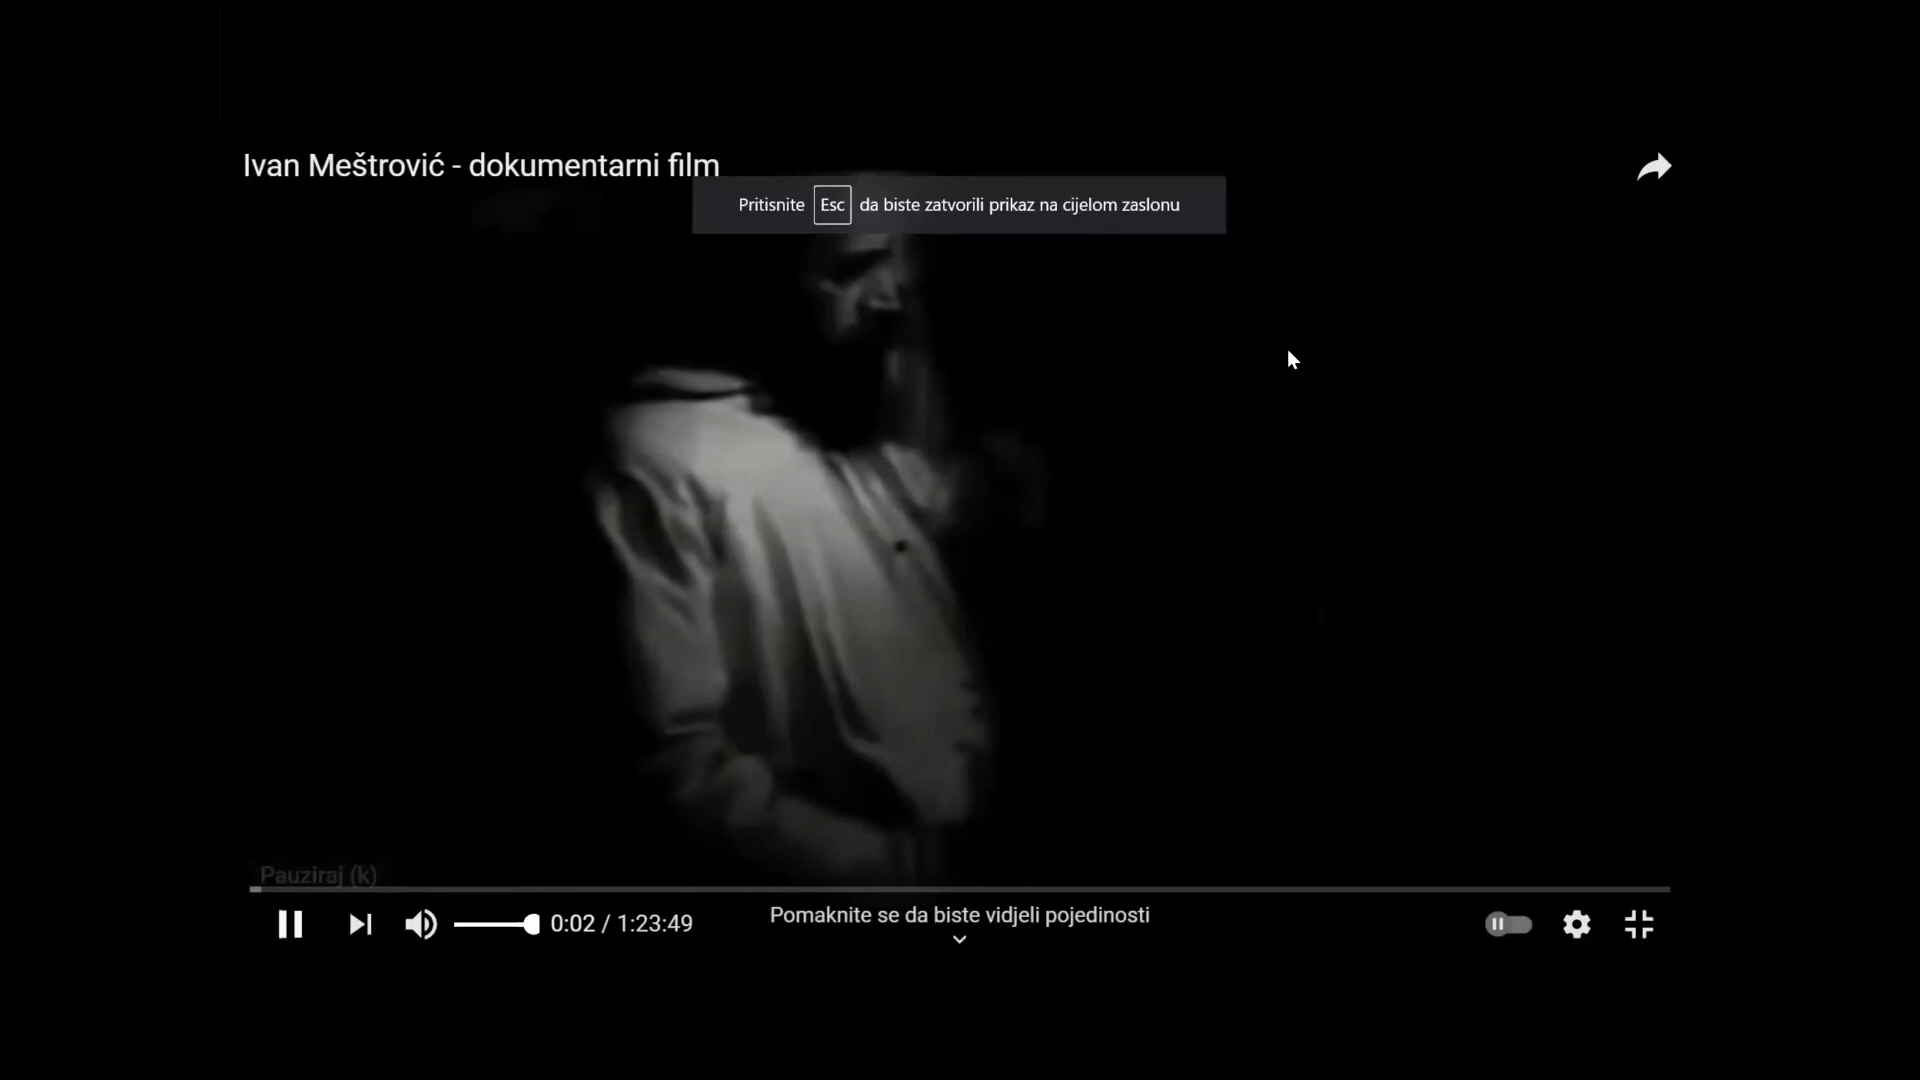 Ivan Meštrović - dokumentarni film
Pritisnite Esc da biste zatvorili prikaz na cijelom zaslonu
Pauziraj (k)
0:02 / 1:23:49
Pomaknite se da biste vidjeli pojedinosti